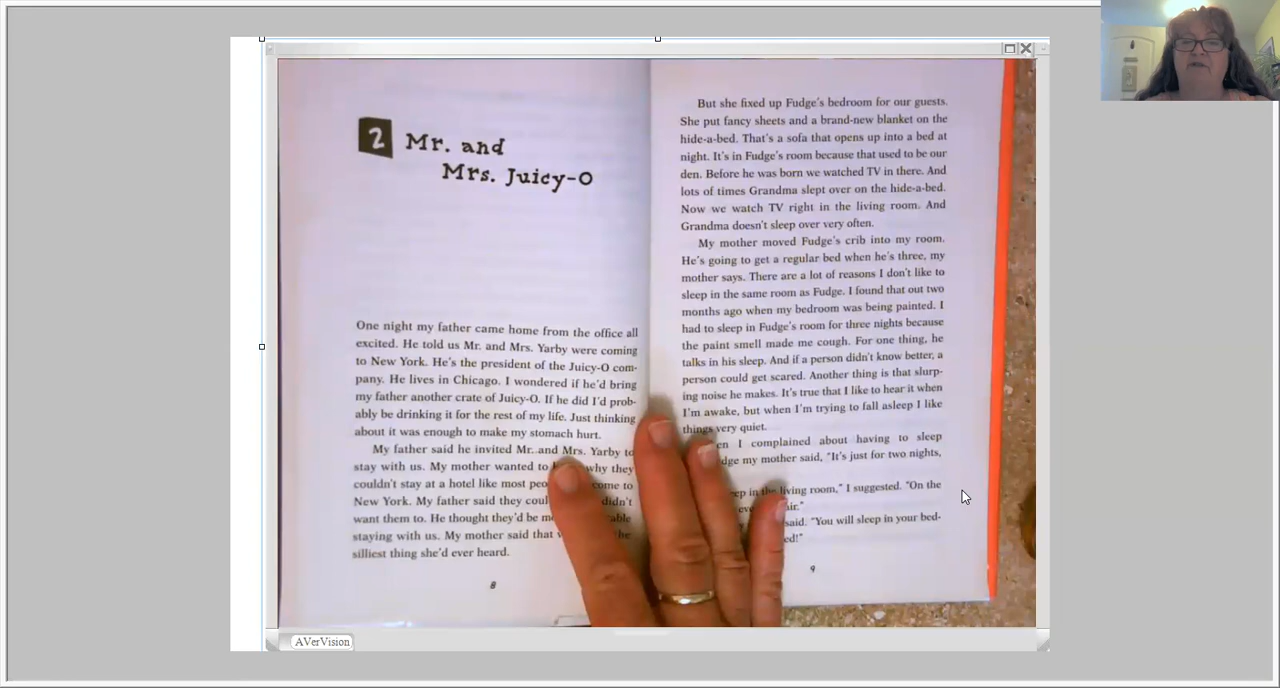 2 Mr. and
Mrs. Juicy-O
One night my father came home from the office all
excited. He told us Mr. and Mrs. Yarby were coming
to New York. He's the president of the Juicy-O com-
pany. He lives in Chicago. I wondered if he'd bring
my father another crate of Juicy-O. If he did I'd prob-
ably be drinking it for the rest of my life. Just thinking
about it was enough to make my stomach hurt.
My father said he invited Mr. and Mrs. Yarby to
stay with us. My mother wanted to why they
couldn't stay at a hotel like most come to
New York. My father said they didn't
want them to. He thought they'd be
staying with us. My mother said that
silliest thing she'd ever heard.
8
But she fixed up Fudge's bedroom for our guests.
She put fancy sheets and a brand-new blanket on the
hide-a-bed. That's a sofa that opens up into a bed at
night. It's in Fudge's room because that used to be our
den. Before he was born we watched TV in there. And
lots of times Grandma slept over on the hide-a-bed.
Now we watch TV right in the living room. And
Grandma doesn't sleep over very often.
My mother moved Fudge's crib into my room.
He's going to get a regular bed when he's three, my
mother says. There are a lot of reasons I don't like to
sleep in the same room as Fudge. I found that out two
months ago when my bedroom was being painted. I
had to sleep in Fudge's room for three nights because
the paint smell made me cough. For one thing, he
talks in his sleep. And if a person didn't know better, a
person could get scared. Another thing is that slurp-
ing noise he makes. It's true that I like to hear it when
I'm awake, but when I'm trying to fall asleep I like
things very quiet.
I complained about having to sleep
my mother said, "It's just for two nights,
in the living room," I suggested. "On the
said. "You will sleep in your bed-
9
AVerVision